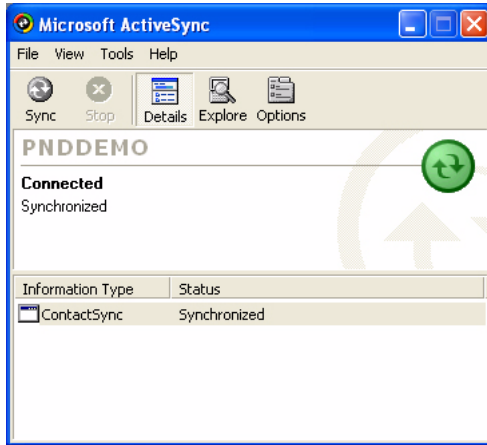 Microsoft ActiveSync
File View Tools Help
Sync Stop Details Explore Options
PNDDEMO
Connected
Synchronized
Information Type Status
ContactSync Synchronized